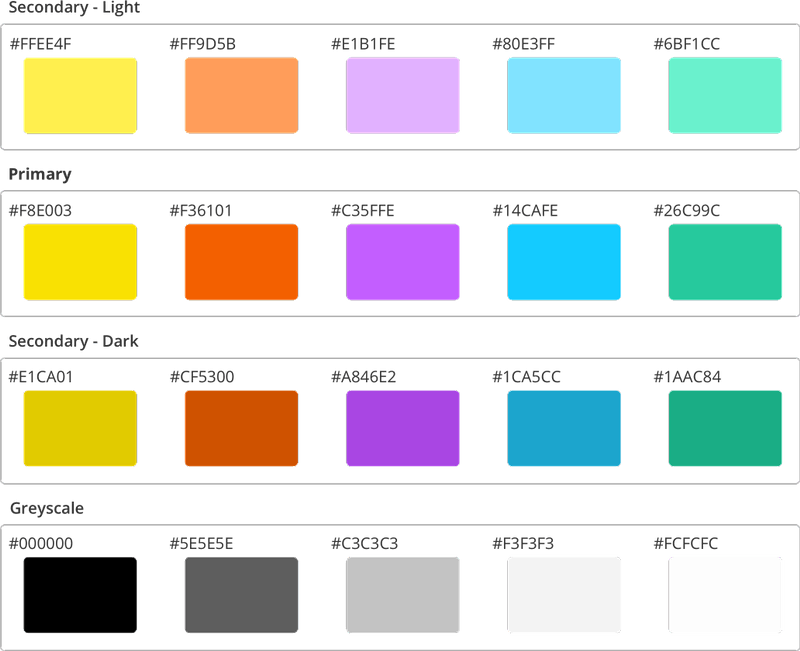 Secondary - Light
#FFEE4F #FF9D5B #E1B1FE #80E3FF #6BF1CC
Primary
#F8E003 #F36101 #C35FFE #14CAFE #26C99C
Secondary - Dark
#E1CA01 #CF5300 #A846E2 #1CA5CC #1AAC84
Greyscale
#000000 #5E5E5E #C3C3C3 #F3F3F3 #FCFCFC